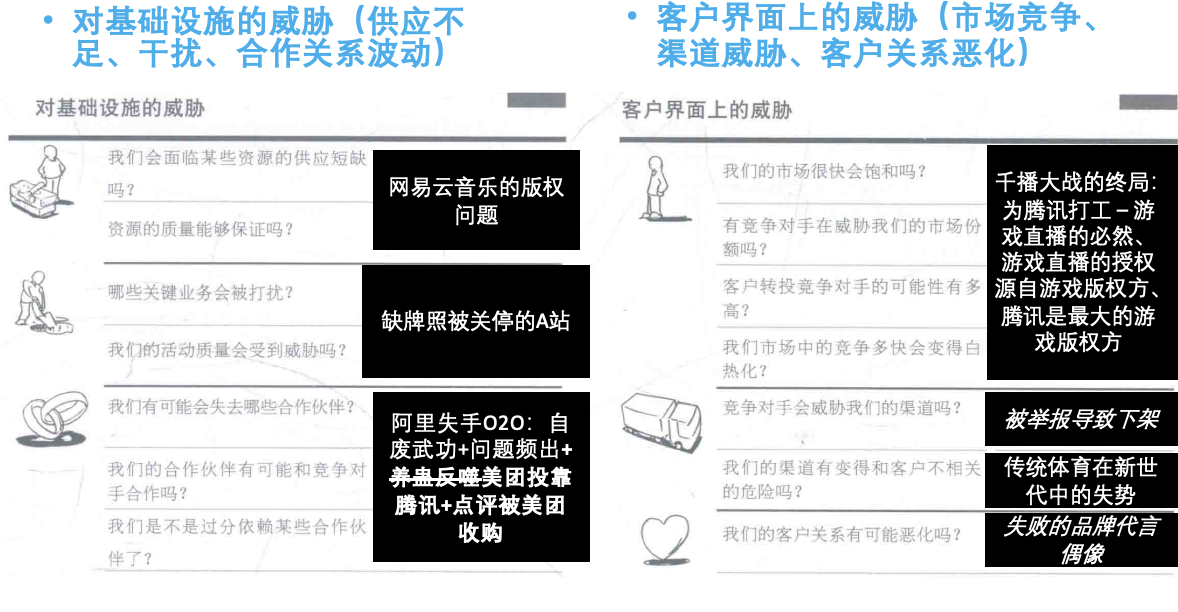 • 对基础设施的威胁（供应不
足、干扰、合作关系波动）
对基础设施的威胁
我们会面临某些资源的供应短缺
吗？
资源的质量能够保证吗？
网易云音乐的版权
问题
哪些关键业务会被打扰？
我们的活动质量会受到威胁吗？
缺牌照被关停的A站
我们有可能会失去哪些合作伙伴？
我们的合作伙伴有可能和竞争对
手合作吗？
我们是不是过分依赖某些合作伙
伴了？
阿里失手O2O：自
废武功+问题频出+
养蛊反噬美团投靠
腾讯+点评被美团
收购
• 客户界面上的威胁（市场竞争、
渠道威胁、客户关系恶化）
客户界面上的威胁
我们的市场很快会饱和吗？
有竞争对手在威胁我们的市场份
额吗？
客户转投竞争对手的可能性有多
高？
我们市场中的竞争多快会变得白
热化？
千播大战的终局：
为腾讯打工 – 游
戏直播的必然、
游戏直播的授权
源自游戏版权方、
腾讯是最大的游
戏版权方
竞争对手会威胁我们的渠道吗？
被举报导致下架
我们的渠道有变得和客户不相关
的危险吗？
传统体育在新世
代中的失势
我们的客户关系有可能恶化吗？
失败的品牌代言
偶像